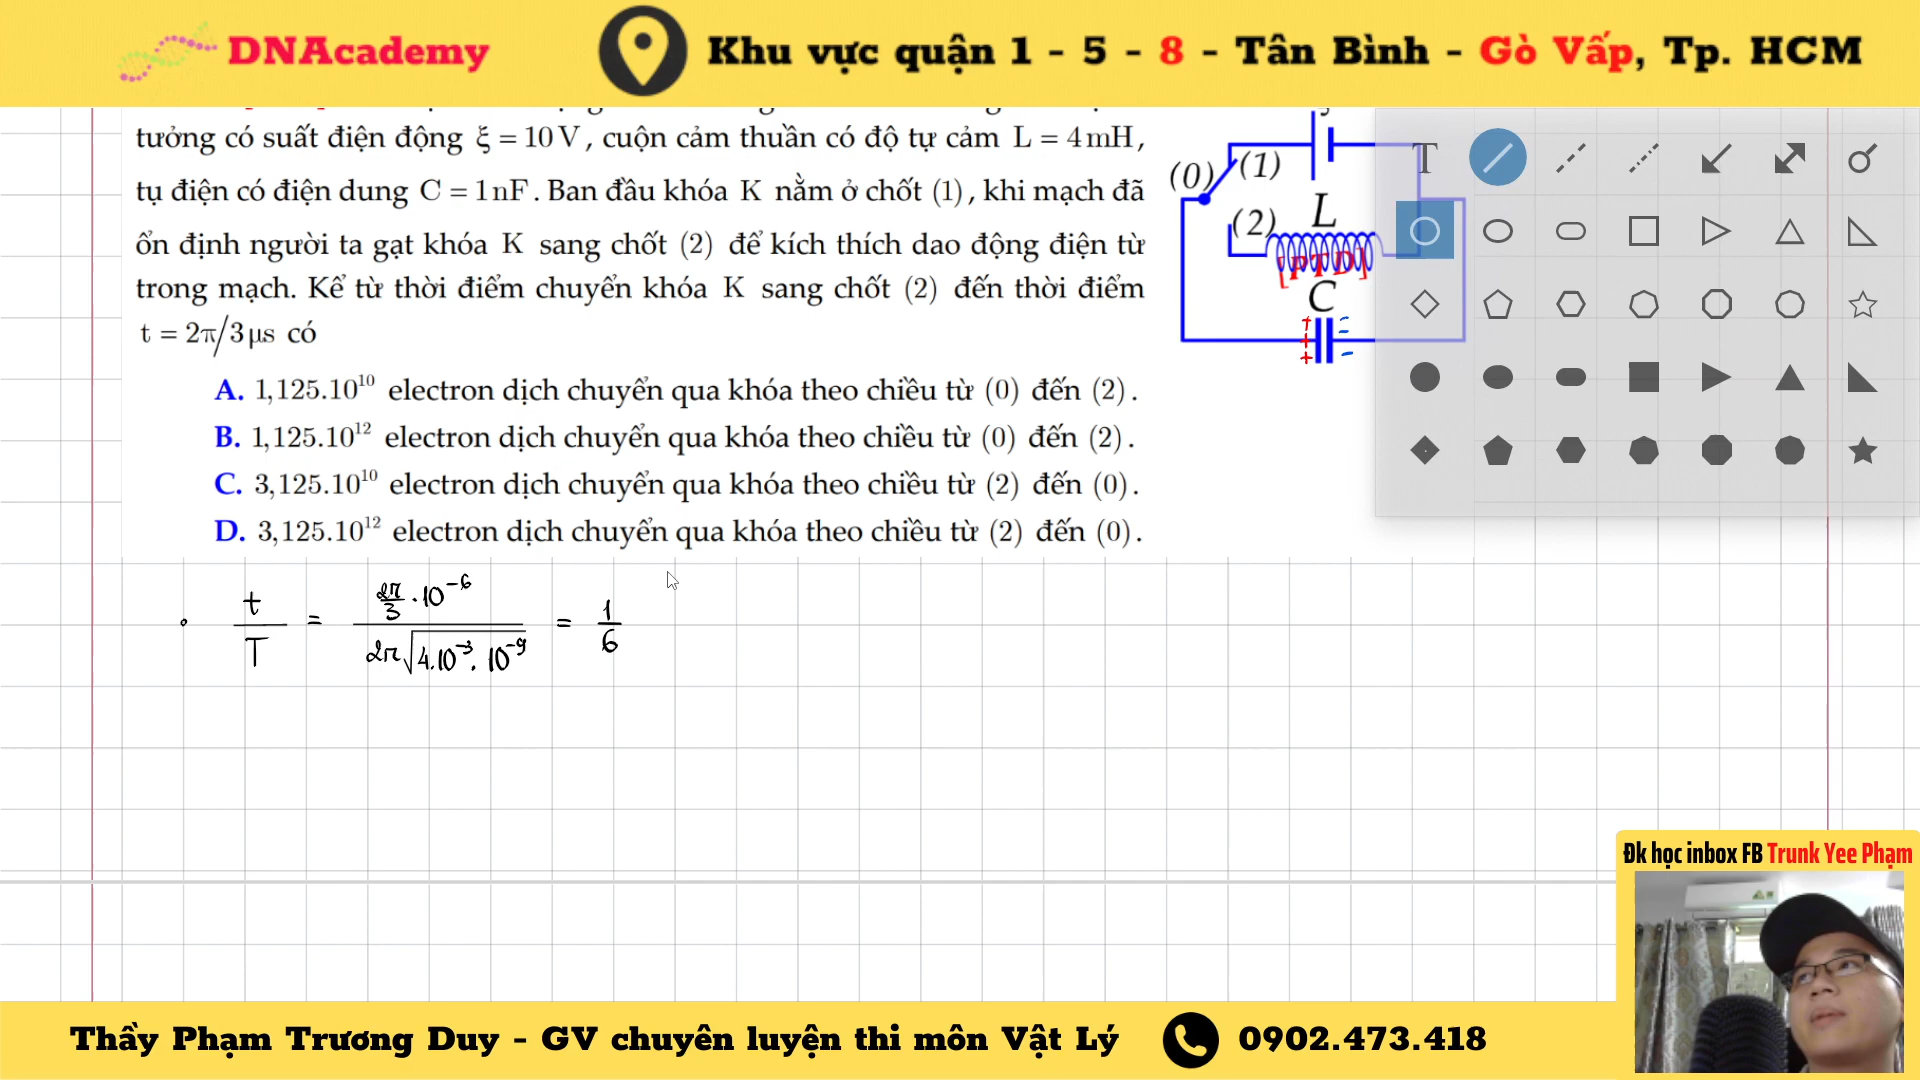 DNAcademy
Khu vực quận 1 - 5 - 8 - Tân Bình - Gò Vấp, Tp. HCM
tưởng có suất điện động ξ = 10 V, cuộn cảm thuần có độ tự cảm L = 4 mH,
tụ điện có điện dung C = 1 nF. Ban đầu khóa K nằm ở chốt (1), khi mạch đã
ổn định người ta gạt khóa K sang chốt (2) để kích thích dao động điện từ
trong mạch. Kể từ thời điểm chuyển khóa K sang chốt (2) đến thời điểm
t = 2π/3 μs có
A. 1,125.10¹⁰ electron dịch chuyển qua khóa theo chiều từ (0) đến (2).
B. 1,125.10¹² electron dịch chuyển qua khóa theo chiều từ (0) đến (2).
C. 3,125.10¹⁰ electron dịch chuyển qua khóa theo chiều từ (2) đến (0).
D. 3,125.10¹² electron dịch chuyển qua khóa theo chiều từ (2) đến (0).
(0)
(1)
(2)
L
[PTD]
C
T
t/T = (2π/3 · 10⁻⁶)/(2π√(4.10⁻³. 10⁻⁹)) = 1/6
Đk học inbox FB Trunk Yee Phạm
Thầy Phạm Trương Duy - GV chuyên luyện thi môn Vật Lý
0902.473.418